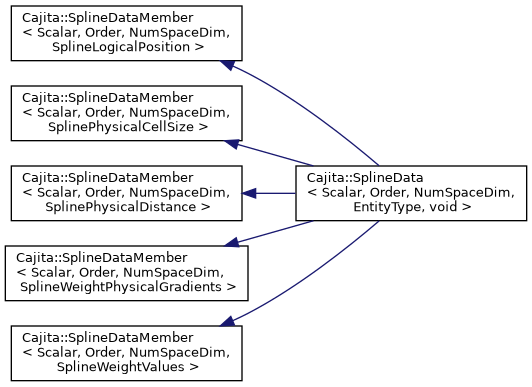 Cajita::SplineDataMember
< Scalar, Order, NumSpaceDim,
SplineLogicalPosition >
Cajita::SplineDataMember
< Scalar, Order, NumSpaceDim,
SplinePhysicalCellSize >
Cajita::SplineDataMember
< Scalar, Order, NumSpaceDim,
SplinePhysicalDistance >
Cajita::SplineData
< Scalar, Order, NumSpaceDim,
EntityType, void >
Cajita::SplineDataMember
< Scalar, Order, NumSpaceDim,
SplineWeightPhysicalGradients >
Cajita::SplineDataMember
< Scalar, Order, NumSpaceDim,
SplineWeightValues >